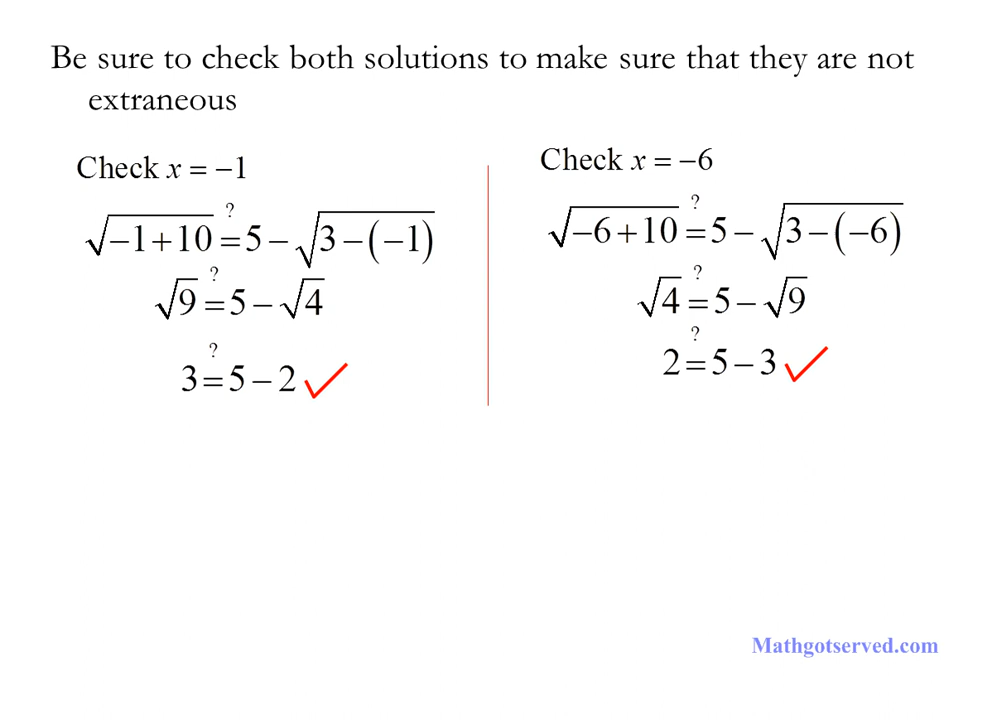 Be sure to check both solutions to make sure that they are not
extraneous
Check x = −1
√(−1+10) ?= 5 − √(3−(−1))
√9 ?= 5 − √4
3 ?= 5 − 2 ✓
Check x = −6
√(−6+10) ?= 5 − √(3−(−6))
√4 ?= 5 − √9
2 ?= 5 − 3 ✓
Mathgotserved.com